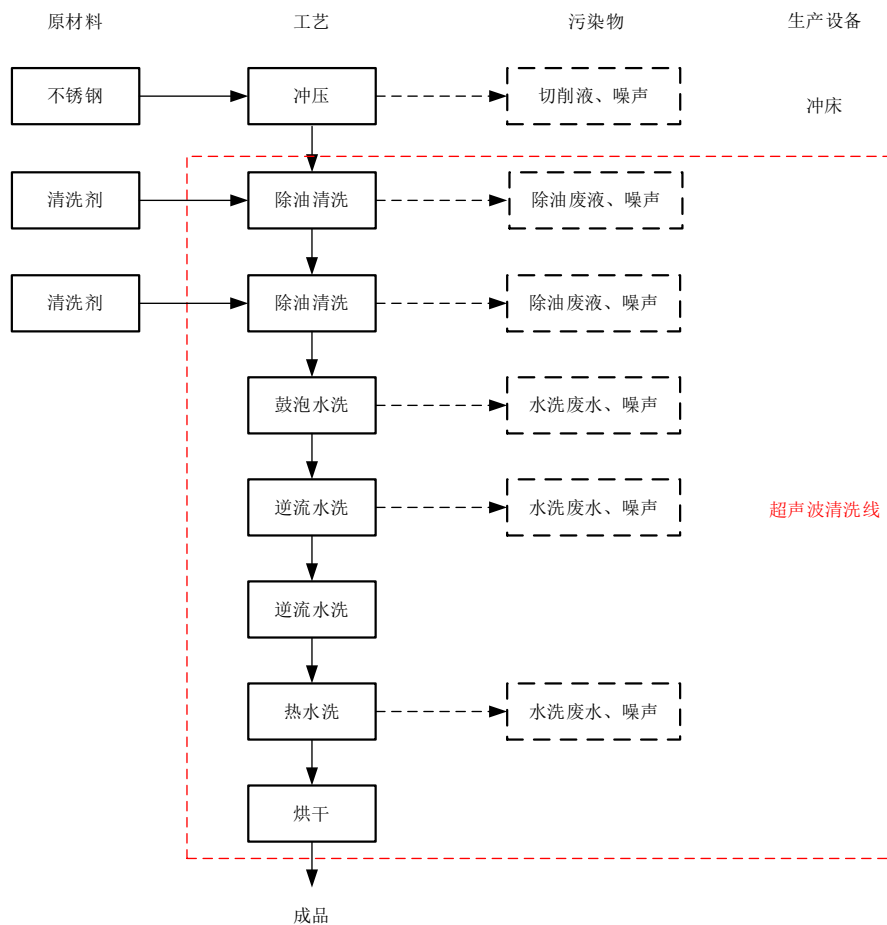 原材料 工艺 污染物 生产设备
不锈钢 冲压 切削液、噪声 冲床
清洗剂 除油清洗 除油废液、噪声
清洗剂 除油清洗 除油废液、噪声
鼓泡水洗 水洗废水、噪声
逆流水洗 水洗废水、噪声 超声波清洗线
逆流水洗
热水洗 水洗废水、噪声
烘干
成品